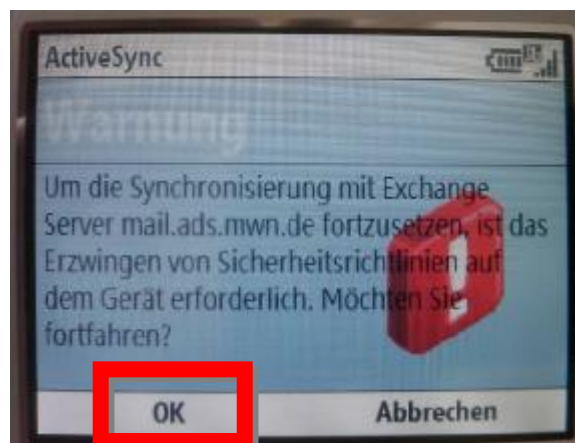 ActiveSync
Warnung
Um die Synchronisierung mit Exchange
Server mail.ads.mwn.de fortzusetzen, ist das
Erzwingen von Sicherheitsrichtlinien auf
dem Gerät erforderlich. Möchten Sie
fortfahren?
OK Abbrechen